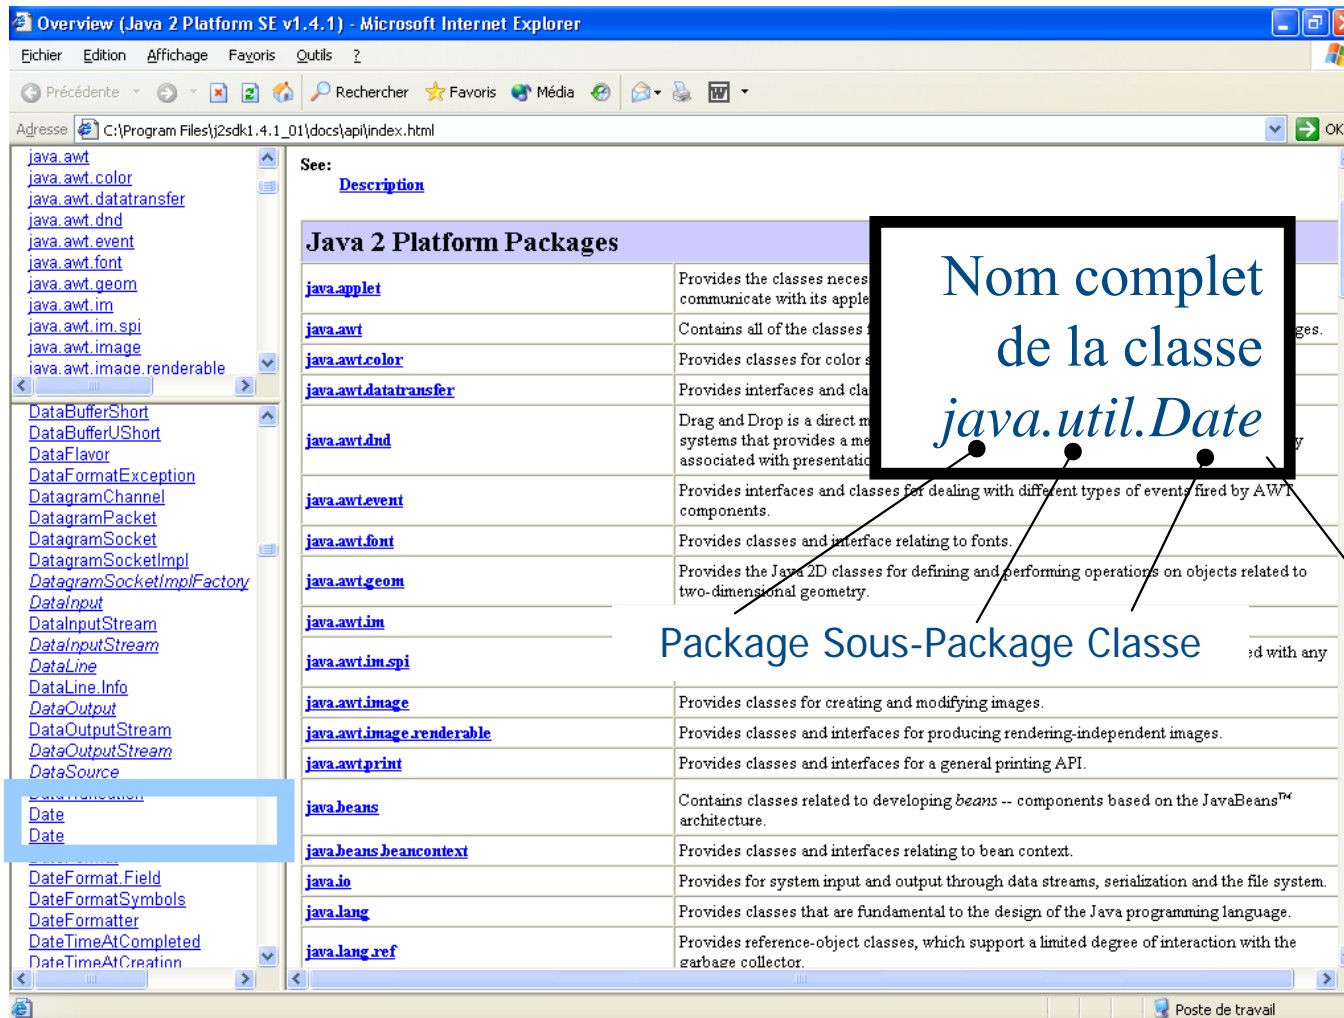 Overview (Java 2 Platform SE v1.4.1) - Microsoft Internet Explorer
Fichier Edition Affichage Favoris Outils ?
Précédente Rechercher Favoris Média
Adresse C:\Program Files\j2sdk1.4.1_01\docs\api\index.html OK
java.awt
java.awt.color
java.awt.datatransfer
java.awt.dnd
java.awt.event
java.awt.font
java.awt.geom
java.awt.im
java.awt.im.spi
java.awt.image
java.awt.image.renderable
DataBufferShort
DataBufferUShort
DataFlavor
DataFormatException
DatagramChannel
DatagramPacket
DatagramSocket
DatagramSocketImpl
DatagramSocketImplFactory
DataInput
DataInputStream
DataInputStream
DataLine
DataLine.Info
DataOutput
DataOutputStream
DataOutputStream
DataSource
DataTruncation
Date
Date
DateFormat
DateFormat.Field
DateFormatSymbols
DateFormatter
DateTimeAtCompleted
DateTimeAtCreation
See:
Description
Java 2 Platform Packages
java.applet Provides the classes
communicate with its
java.awt Contains all of the classes
java.awt.color Provides classes for color
java.awt.datatransfer Provides interfaces and
java.awt.dnd Drag and Drop is a direct
systems that provides a
associated with
java.awt.event Provides interfaces and classes for dealing with different types of events fired by AWT
components.
java.awt.font Provides classes and interface relating to fonts.
java.awt.geom Provides the Java 2D classes for defining and performing operations on objects related to
two-dimensional geometry.
java.awt.im
java.awt.im.spi with any
java.awt.image Provides classes for creating and modifying images.
java.awt.image.renderable Provides classes and interfaces for producing rendering-independent images.
java.awt.print Provides classes and interfaces for a general printing API.
java.beans Contains classes related to developing beans -- components based on the JavaBeans™
architecture.
java.beans.beancontext Provides classes and interfaces relating to bean context.
java.io Provides for system input and output through data streams, serialization and the file system.
java.lang Provides classes that are fundamental to the design of the Java programming language.
java.lang.ref Provides reference-object classes, which support a limited degree of interaction with the
garbage collector.
Nom complet
de la classe
java.util.Date
Package Sous-Package Classe
Poste de travail